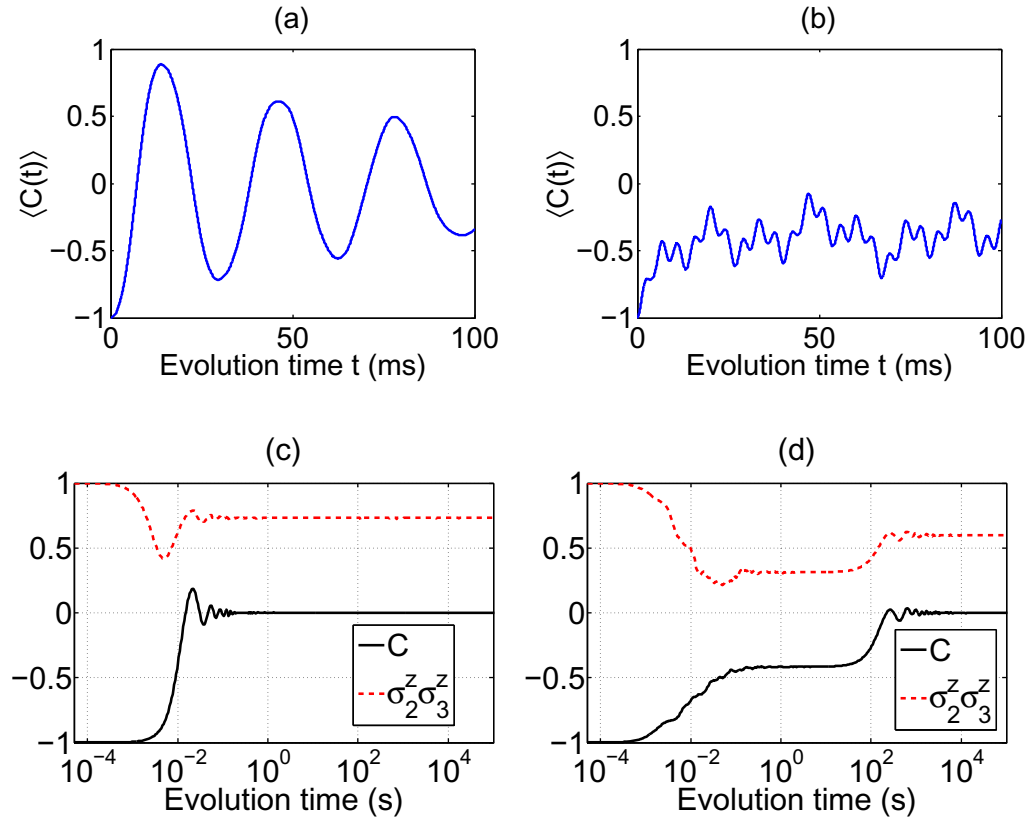 (a)
1
0.5
0
−0.5
−1
⟨C(t)⟩
0
50
100
Evolution time t (ms)
(b)
1
0.5
0
−0.5
−1
⟨C(t)⟩
0
50
100
Evolution time t (ms)
(c)
1
0.5
0
−0.5
−1
C
σ₂ᶻσ₃ᶻ
10⁻⁴
10⁻²
10⁰
10²
10⁴
Evolution time (s)
(d)
1
0.5
0
−0.5
−1
C
σ₂ᶻσ₃ᶻ
10⁻⁴
10⁻²
10⁰
10²
10⁴
Evolution time (s)